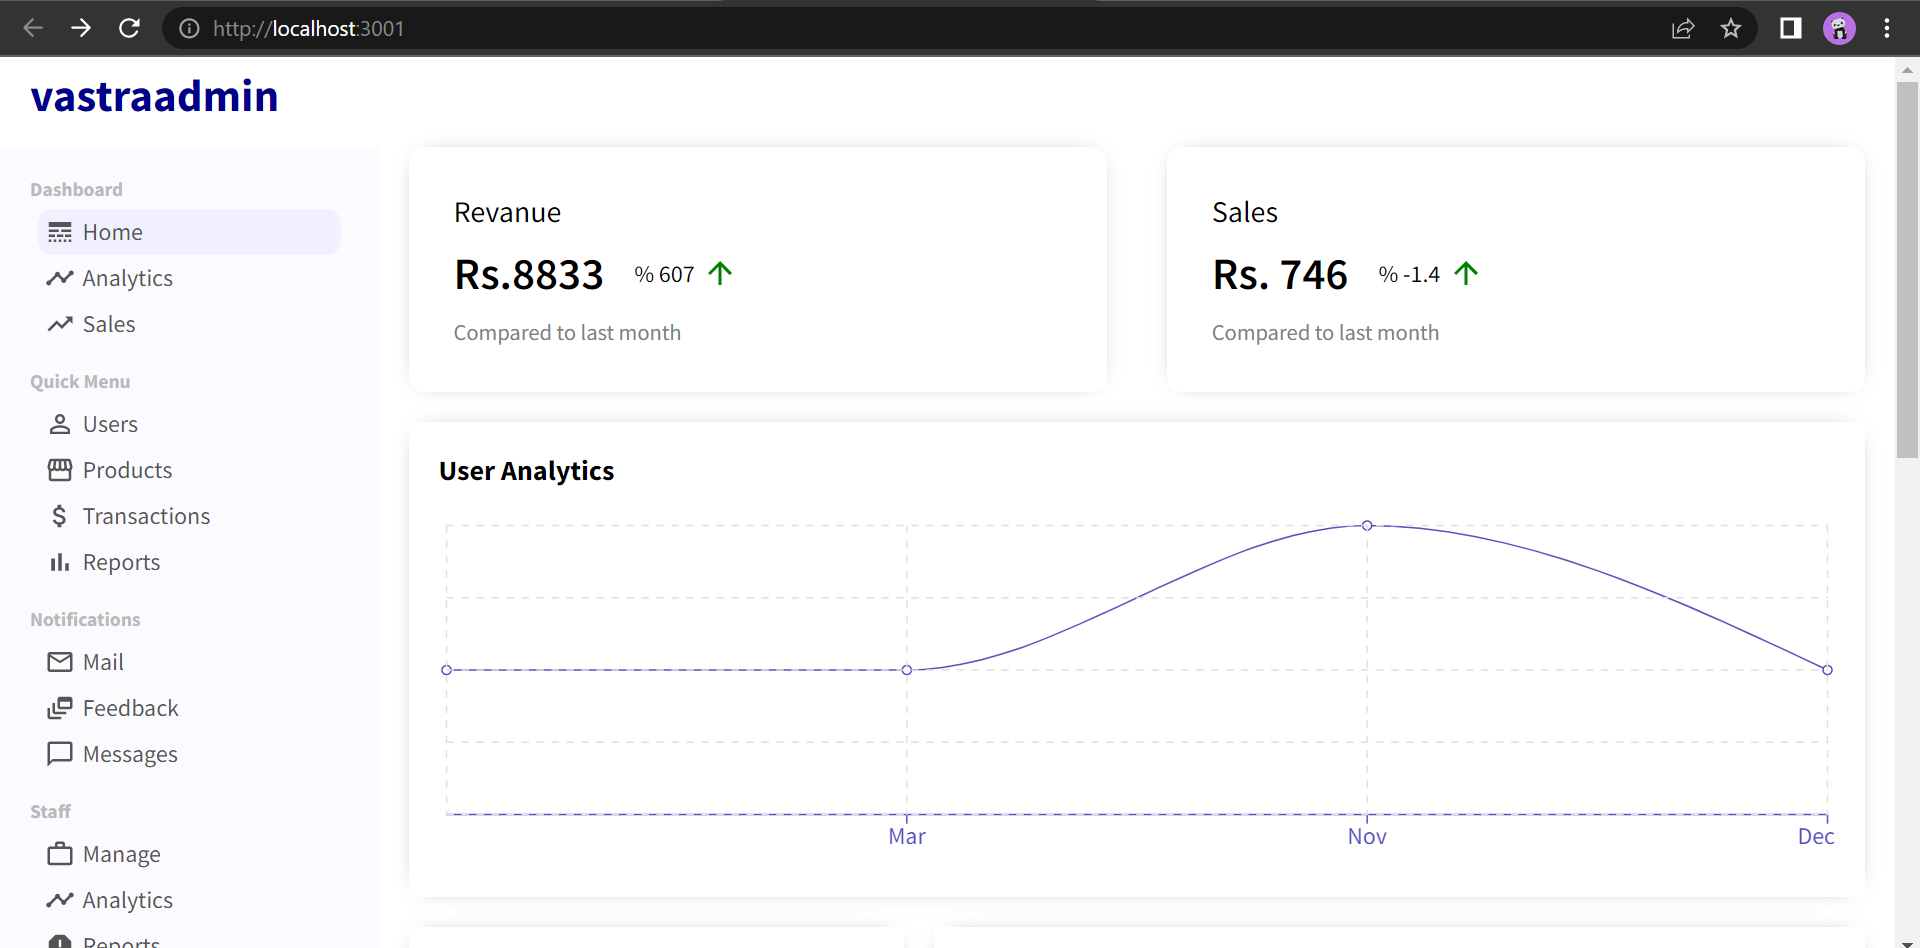 http://localhost:3001
vastraadmin
Dashboard
Home
Analytics
Sales
Quick Menu
Users
Products
Transactions
Reports
Notifications
Mail
Feedback
Messages
Staff
Manage
Analytics
Reports
Revanue
Rs.8833 % 607
Compared to last month
Sales
Rs. 746 % -1.4
Compared to last month
User Analytics
Mar Nov Dec